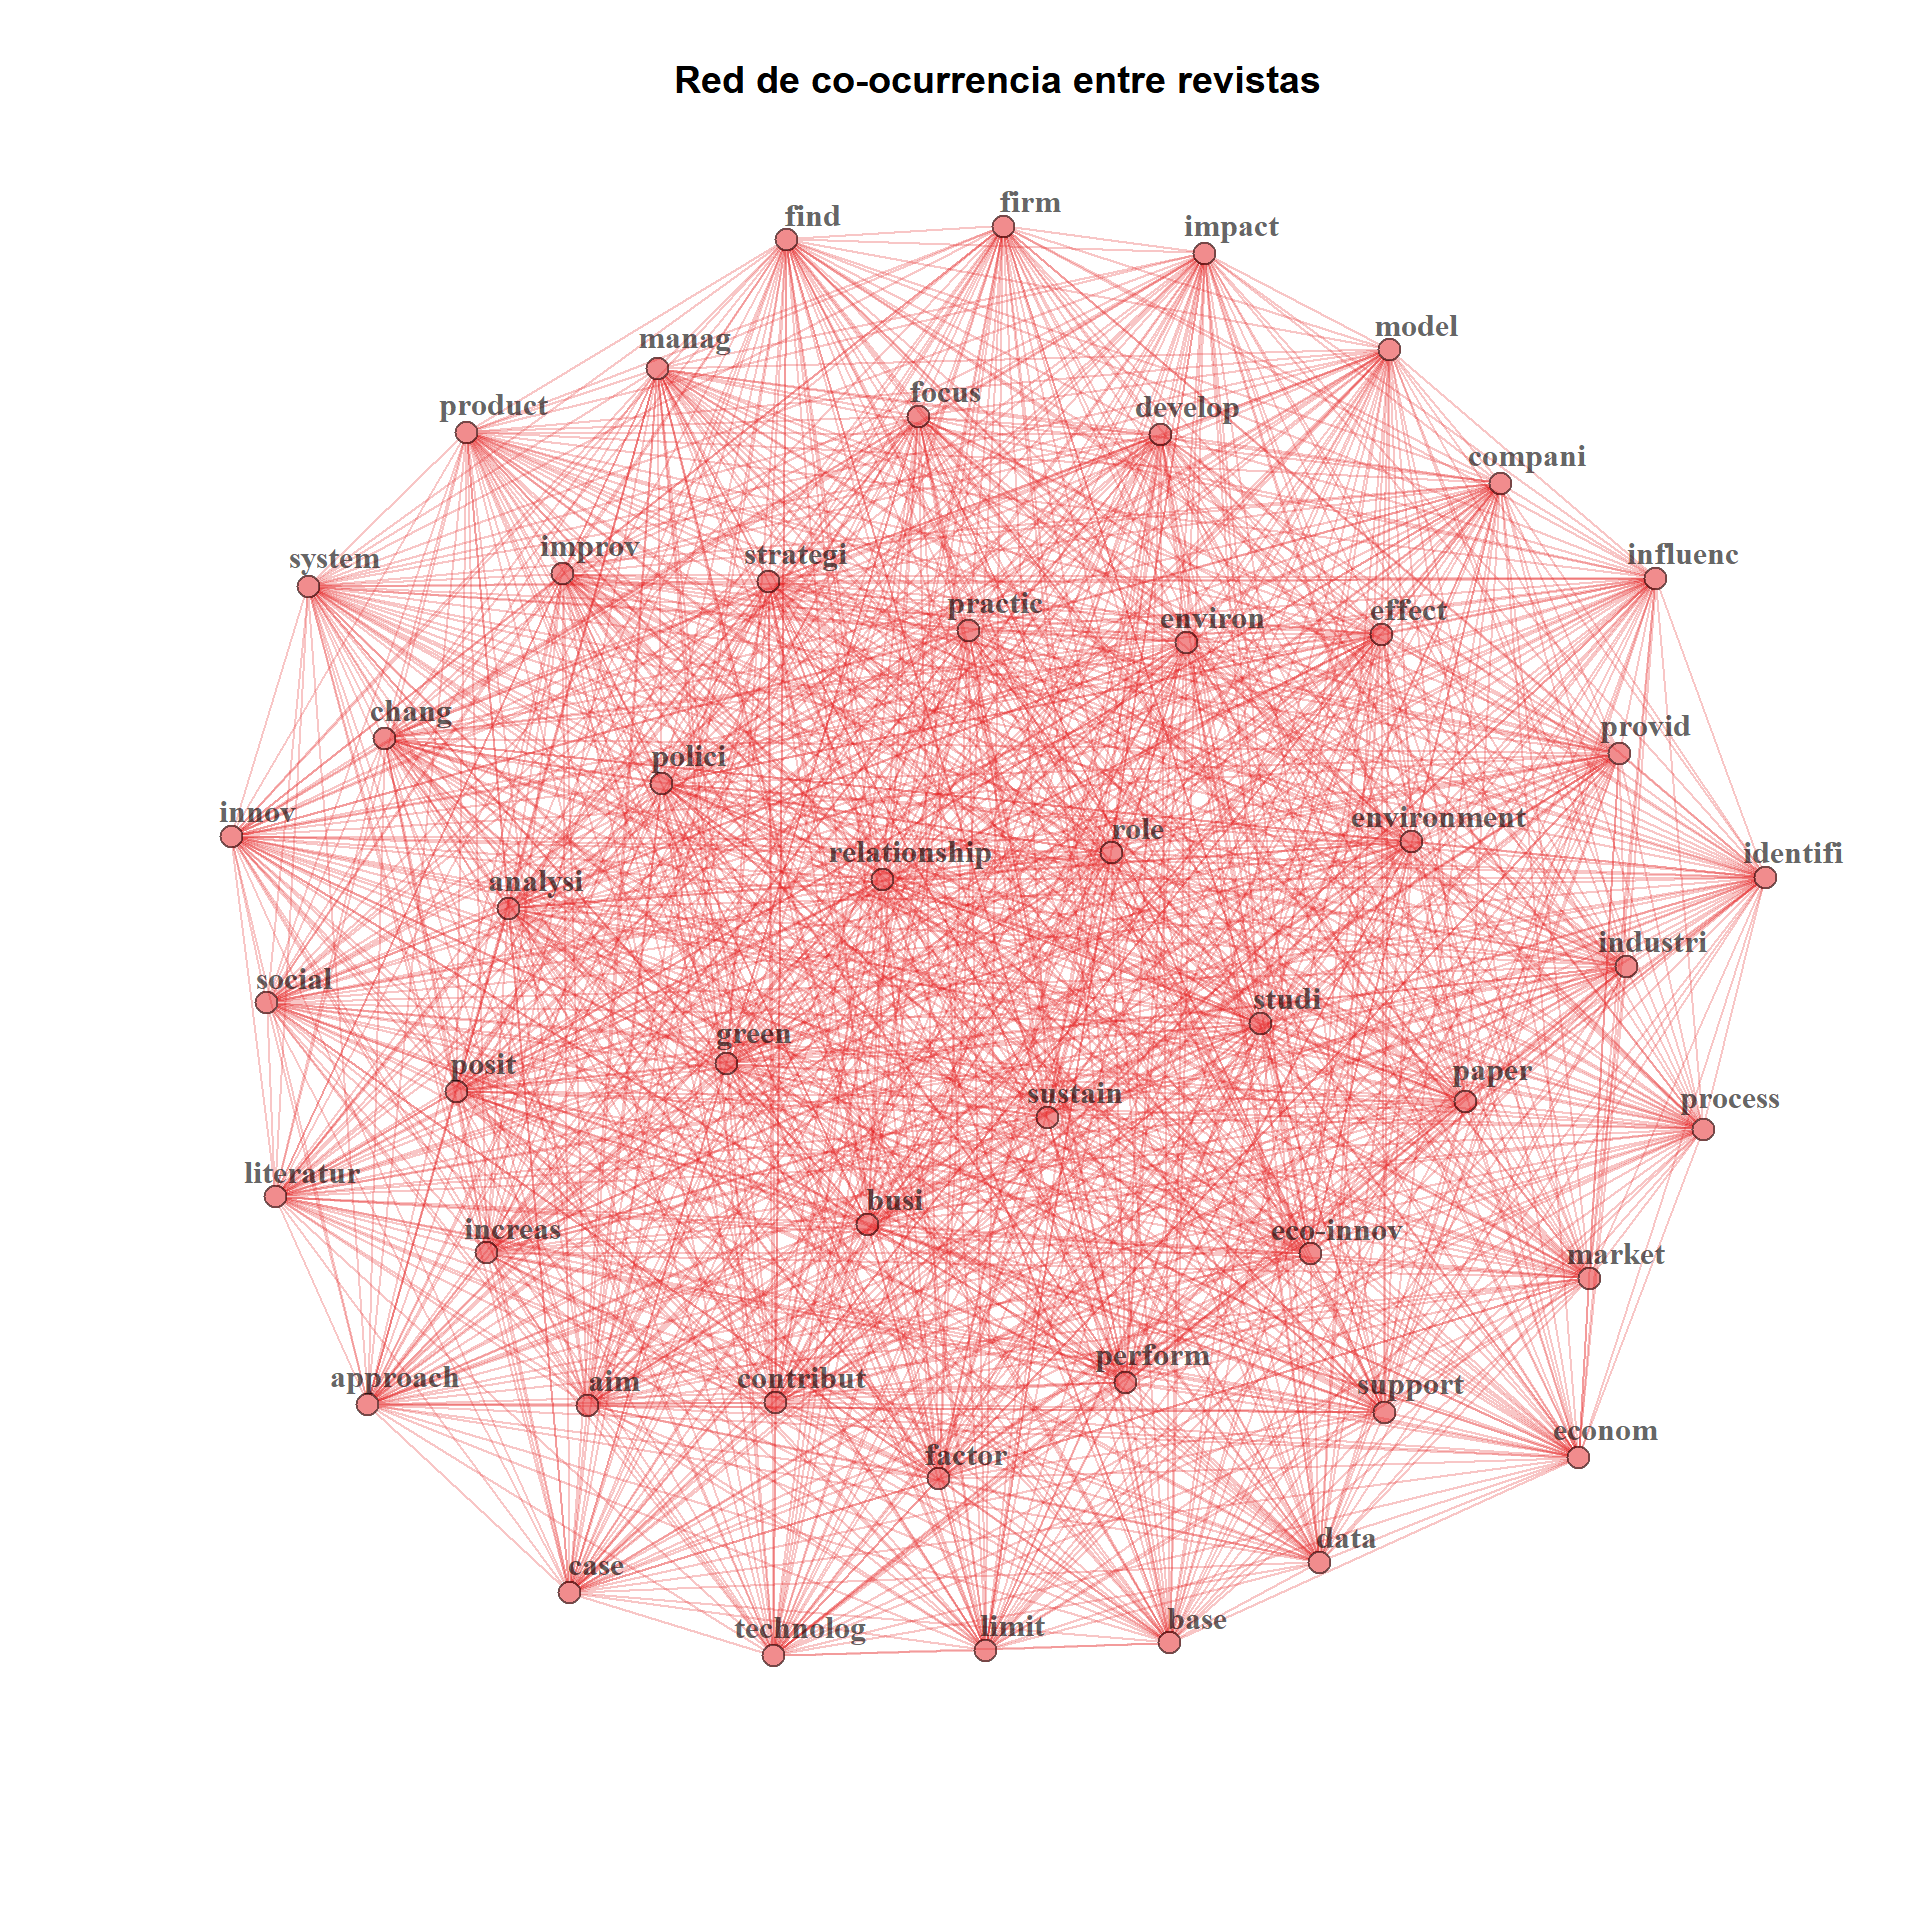 Red de co-ocurrencia entre revistas
firm
find
impact
model
manag
focus
product
develop
compani
improv
strategi
system
influenc
practic
effect
environ
chang
provid
polici
innov
environment
role
relationship
identifi
analysi
industri
social
studi
green
posit
paper
sustain
process
literatur
busi
increas
eco-innov
market
perform
approach
contribut
aim
support
econom
factor
data
case
base
limit
technolog